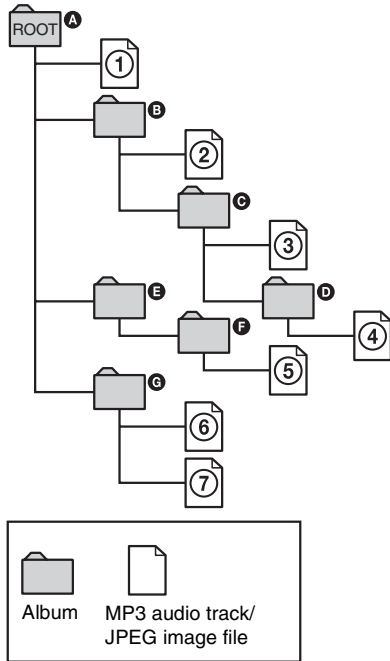 ROOT A
1
B
2
C
3
D
4
E
F
5
G
6
7
Album
MP3 audio track/
JPEG image file